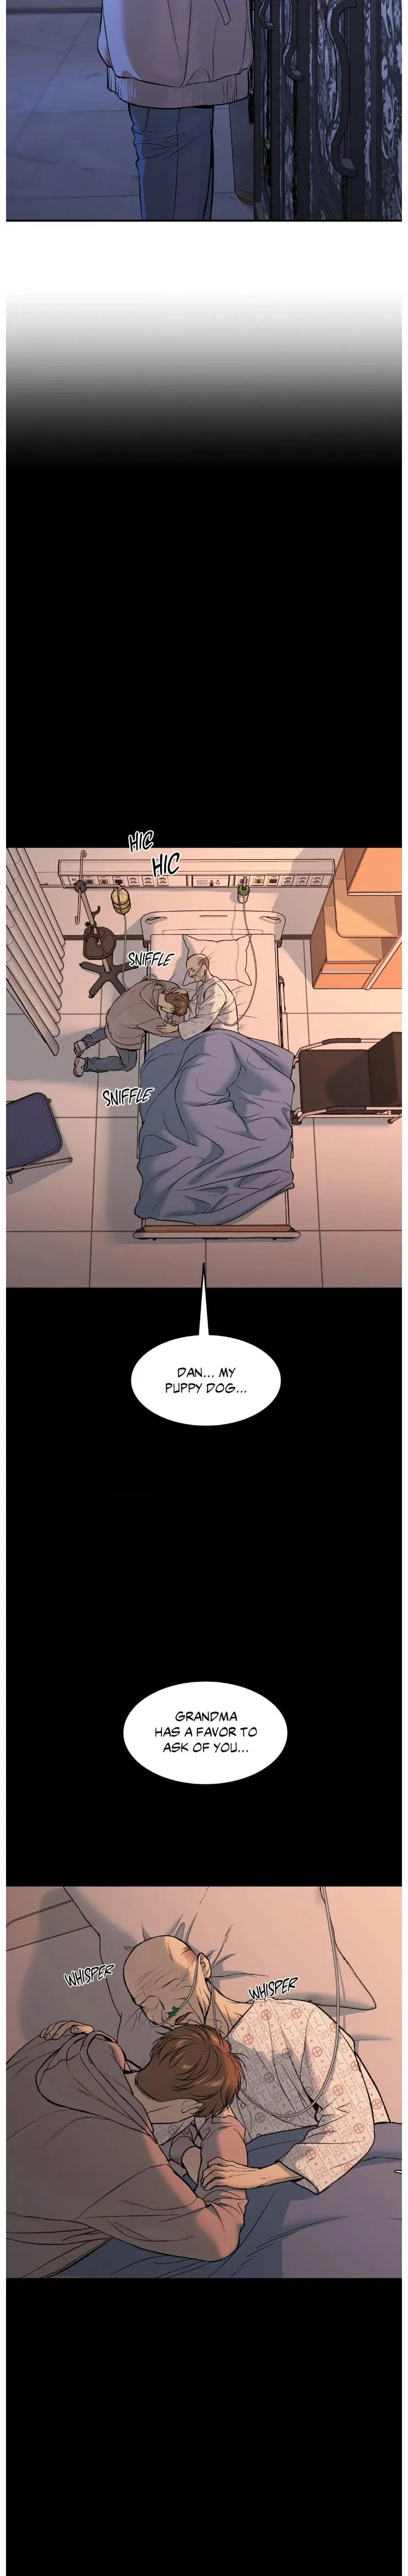 HIC
HIC
SNIFFLE
SNIFFLE
DAN... MY
PUPPY DOG...
GRANDMA
HAS A FAVOR TO
ASK OF YOU...
WHISPER
WHISPER